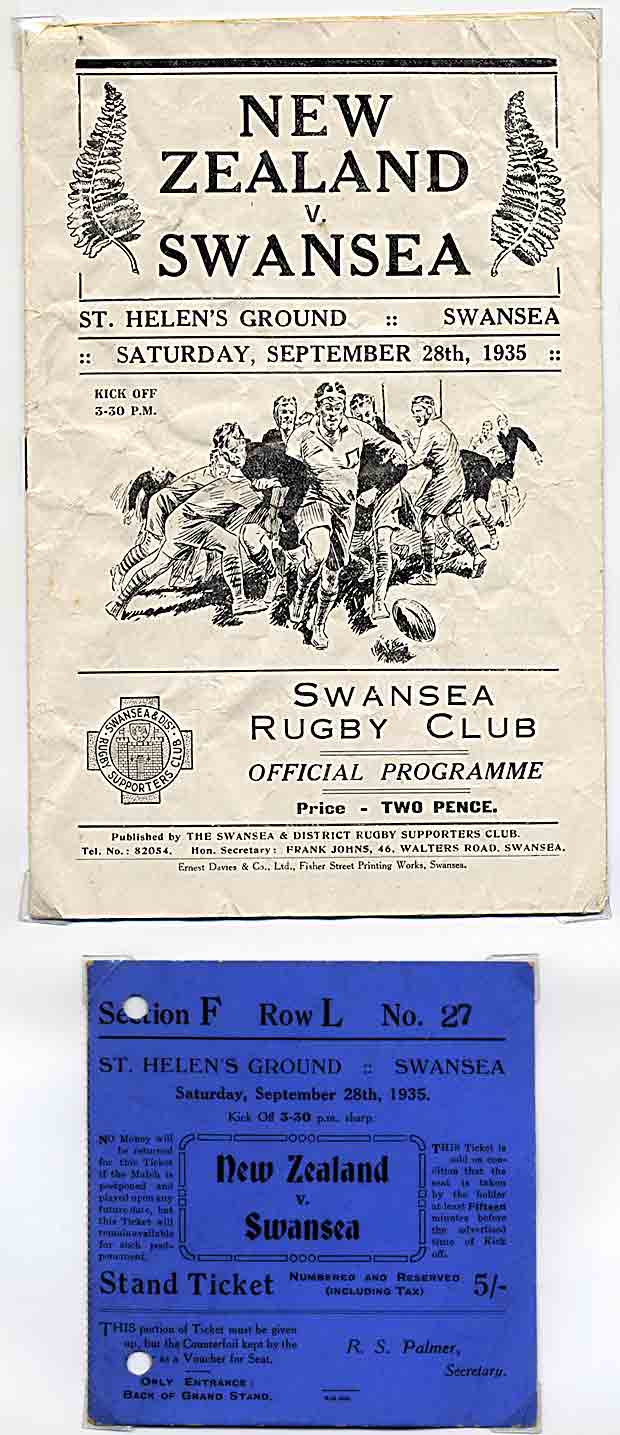 NEW
ZEALAND
V.
SWANSEA
ST. HELEN'S GROUND :: SWANSEA
:: SATURDAY, SEPTEMBER 28th, 1935 ::
KICK OFF
3-30 P.M.
SWANSEA
RUGBY CLUB
OFFICIAL PROGRAMME
Price - TWO PENCE.
SWANSEA & DIST. RUGBY SUPPORTERS CLUB
Published by THE SWANSEA & DISTRICT RUGBY SUPPORTERS CLUB.
Tel. No.: 82054. Hon. Secretary: FRANK JOHNS, 46, WALTERS ROAD, SWANSEA.
Ernest Davies & Co., Ltd., Fisher Street Printing Works, Swansea.
Section F Row L No. 27
ST. HELEN'S GROUND :: SWANSEA
Saturday, September 28th, 1935.
Kick Off 3-30 p.m. sharp.
NO Money will
be returned
for this Ticket
if the Match is
postponed and
played upon any
future date, but
this Ticket will
remain available
for such post-
ponement.
New Zealand
v.
Swansea
THIS Ticket is
sold on con-
dition that the
seat is taken
by the holder
at least Fifteen
minutes before
the advertised
time of Kick
off.
Stand Ticket NUMBERED AND RESERVED (INCLUDING TAX) 5/-
THIS portion of Ticket must be given
up, but the Counterfoil kept by the
as a Voucher for Seat.
ONLY ENTRANCE:
BACK OF GRAND STAND.
R. S. Palmer,
Secretary.